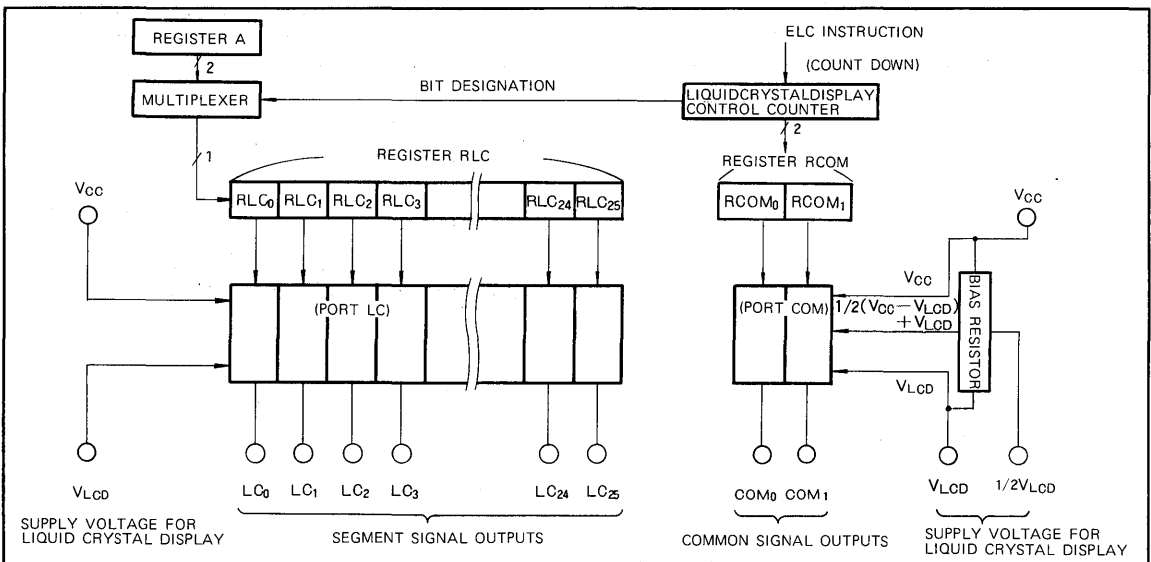 REGISTER A
2
MULTIPLEXER
1
BIT DESIGNATION
ELC INSTRUCTION
(COUNT DOWN)
LIQUIDCRYSTALDISPLAY
CONTROL COUNTER
2
REGISTER RLC
REGISTER RCOM
RLC₀ RLC₁ RLC₂ RLC₃ RLC₂₄ RLC₂₅
RCOM₀ RCOM₁
VCC
VCC
(PORT LC)
(PORT COM)
VCC
1/2(VCC−VLCD)
+VLCD
VLCD
BIAS RESISTOR
VLCD
LC₀ LC₁ LC₂ LC₃ LC₂₄ LC₂₅
COM₀ COM₁
VLCD 1/2VLCD
SUPPLY VOLTAGE FOR
LIQUID CRYSTAL DISPLAY
SEGMENT SIGNAL OUTPUTS
COMMON SIGNAL OUTPUTS
SUPPLY VOLTAGE FOR
LIQUID CRYSTAL DISPLAY